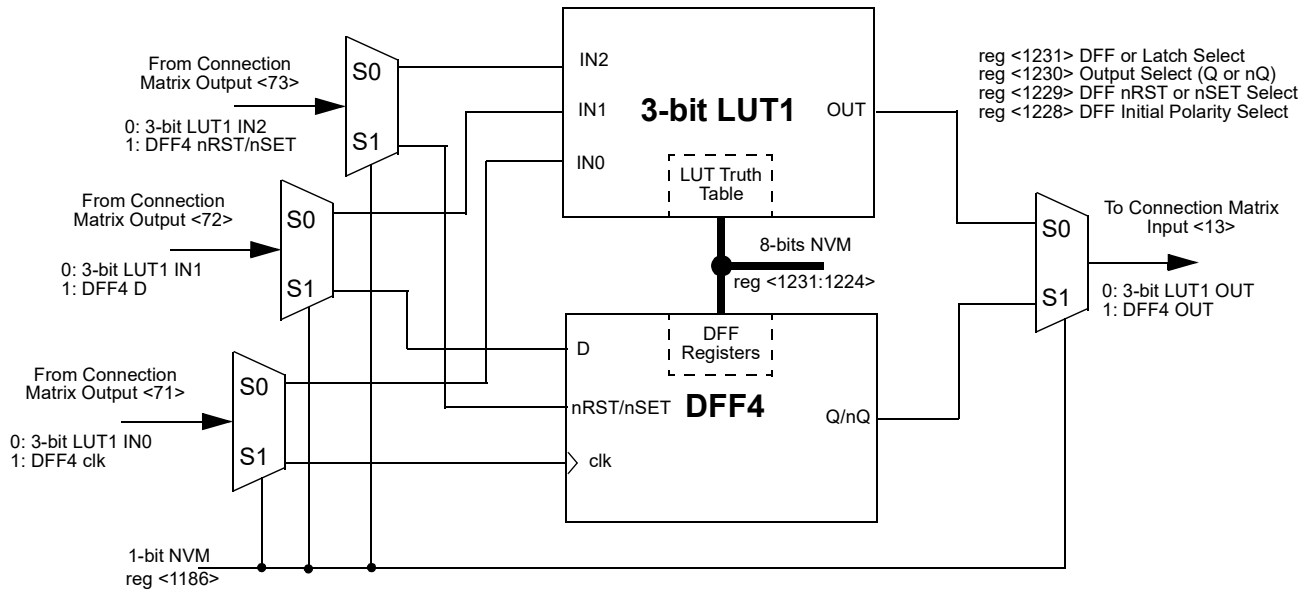 From Connection
Matrix Output <73>
0: 3-bit LUT1 IN2
1: DFF4 nRST/nSET
S0
S1
From Connection
Matrix Output <72>
0: 3-bit LUT1 IN1
1: DFF4 D
S0
S1
From Connection
Matrix Output <71>
0: 3-bit LUT1 IN0
1: DFF4 clk
S0
S1
1-bit NVM
reg <1186>
IN2
IN1
IN0
3-bit LUT1
OUT
LUT Truth
Table
8-bits NVM
reg <1231:1224>
DFF
Registers
D
nRST/nSET
clk
DFF4
Q/nQ
reg <1231> DFF or Latch Select
reg <1230> Output Select (Q or nQ)
reg <1229> DFF nRST or nSET Select
reg <1228> DFF Initial Polarity Select
S0
S1
To Connection Matrix
Input <13>
0: 3-bit LUT1 OUT
1: DFF4 OUT